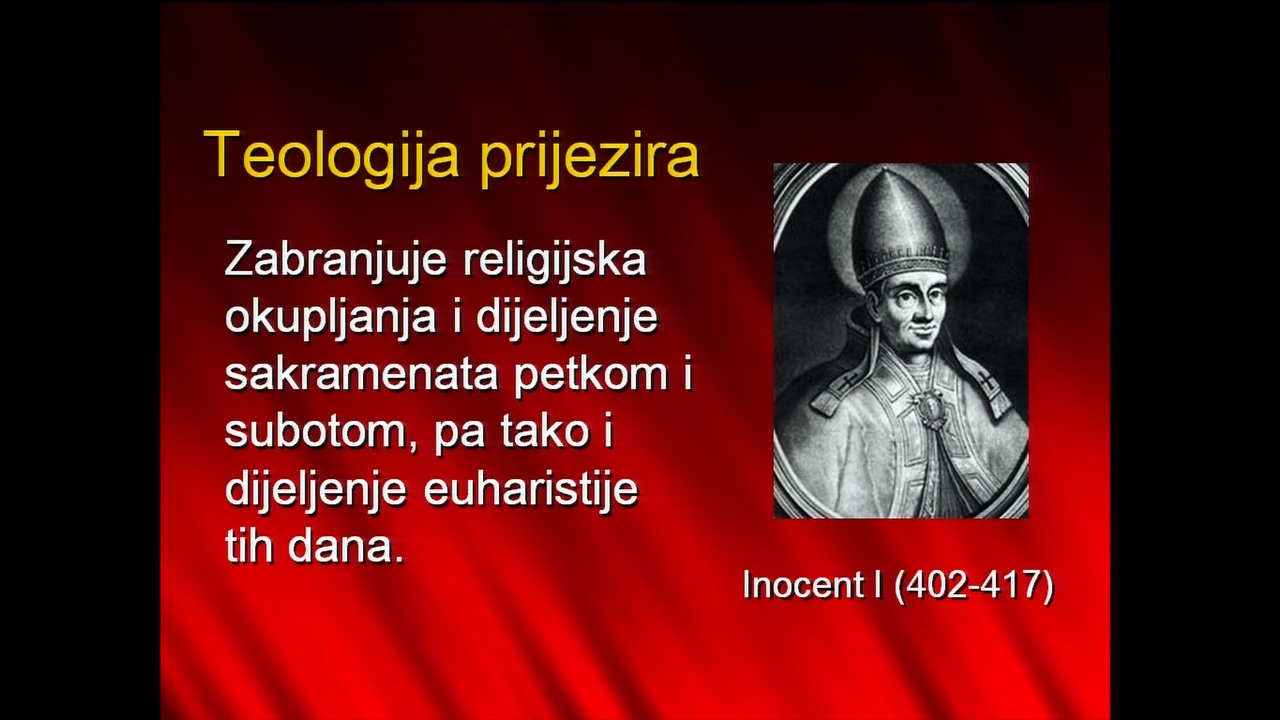 Teologija prijezira
Zabranjuje religijska
okupljanja i dijeljenje
sakramenata petkom i
subotom, pa tako i
dijeljenje euharistije
tih dana.
Inocent I (402-417)